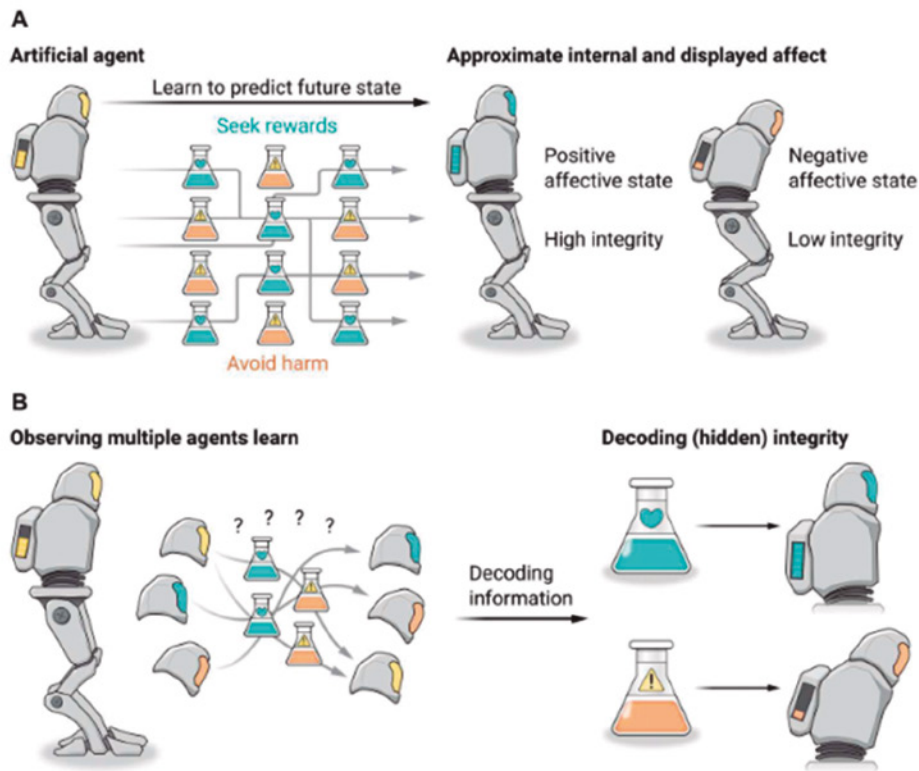 A
Artificial agent
Approximate internal and displayed affect
Learn to predict future state
Seek rewards
Positive
affective state
Negative
affective state
High integrity
Low integrity
Avoid harm
B
Observing multiple agents learn
Decoding (hidden) integrity
? ? ? ?
Decoding
information